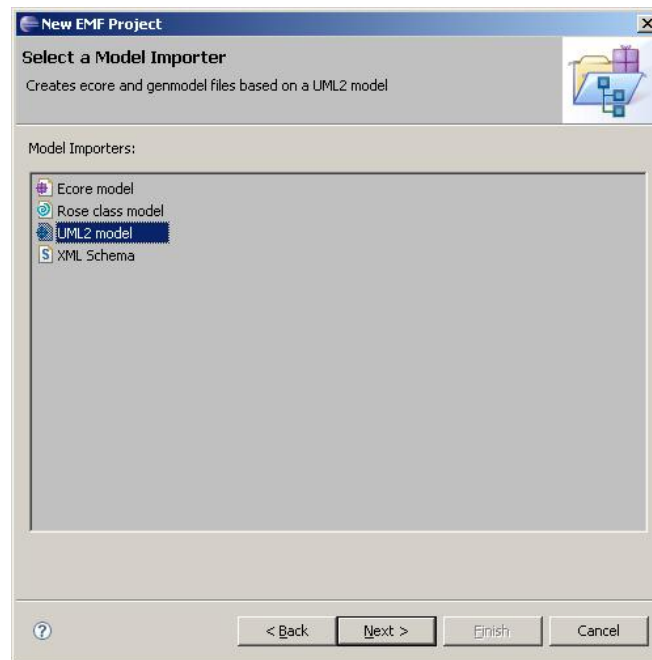 New EMF Project
Select a Model Importer
Creates ecore and genmodel files based on a UML2 model
Model Importers:
Ecore model
Rose class model
UML2 model
XML Schema
< Back Next > Finish Cancel